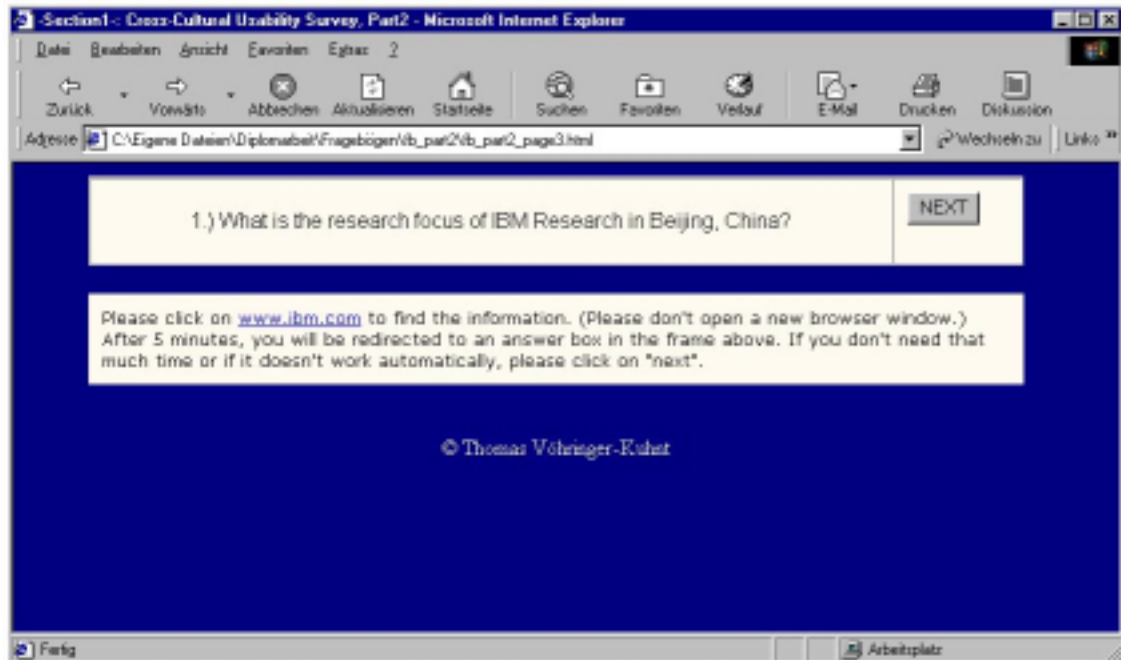 -Section1-: Cross-Cultural Usability Survey, Part2 - Microsoft Internet Explorer
Datei Bearbeiten Ansicht Favoriten Extras ?
Zurück Vorwärts Abbrechen Aktualisieren Startseite Suchen Favoriten Verlauf E-Mail Drucken Diskussion
Adresse C:\Eigene Dateien\Diplomarbeit\Fragebögen\fb_part2\fb_part2_page3.html Wechseln zu Links »
1.) What is the research focus of IBM Research in Beijing, China? NEXT
Please click on www.ibm.com to find the information. (Please don't open a new browser window.)
After 5 minutes, you will be redirected to an answer box in the frame above. If you don't need that
much time or if it doesn't work automatically, please click on "next".
© Thomas Vöhringer-Kuhnt
Fertig Arbeitsplatz